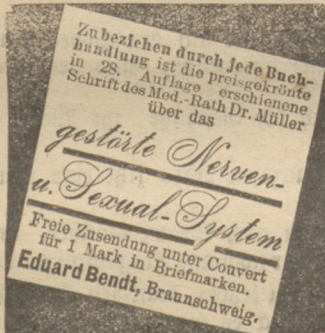 Zu beziehen durch jede Buch-
handlung ist die preisgekrönte
in 28. Auflage erschienene
Schrift des Med.-Rath Dr. Müller
über das
gestörte Nerven-
u. Sexual-System
Freie Zusendung unter Couvert
für 1 Mark in Briefmarken.
Eduard Bendt, Braunschweig.